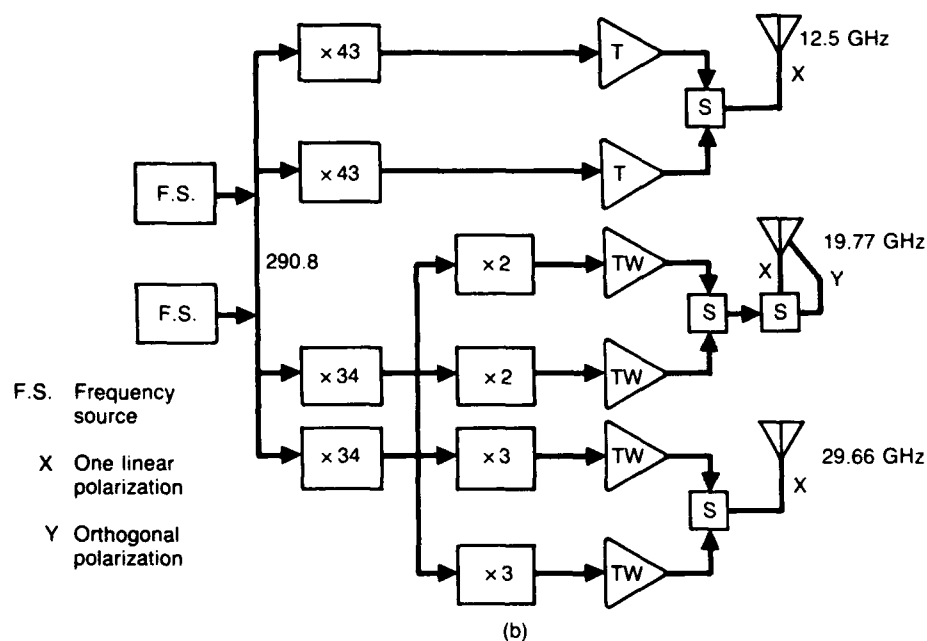 × 43
T
12.5 GHz
X
S
× 43
T
F.S.
290.8
× 2
TW
19.77 GHz
X
Y
S
S
F.S.
× 34
× 2
TW
F.S. Frequency
source
× 34
× 3
TW
29.66 GHz
X
X One linear
polarization
S
Y Orthogonal
polarization
× 3
TW
(b)